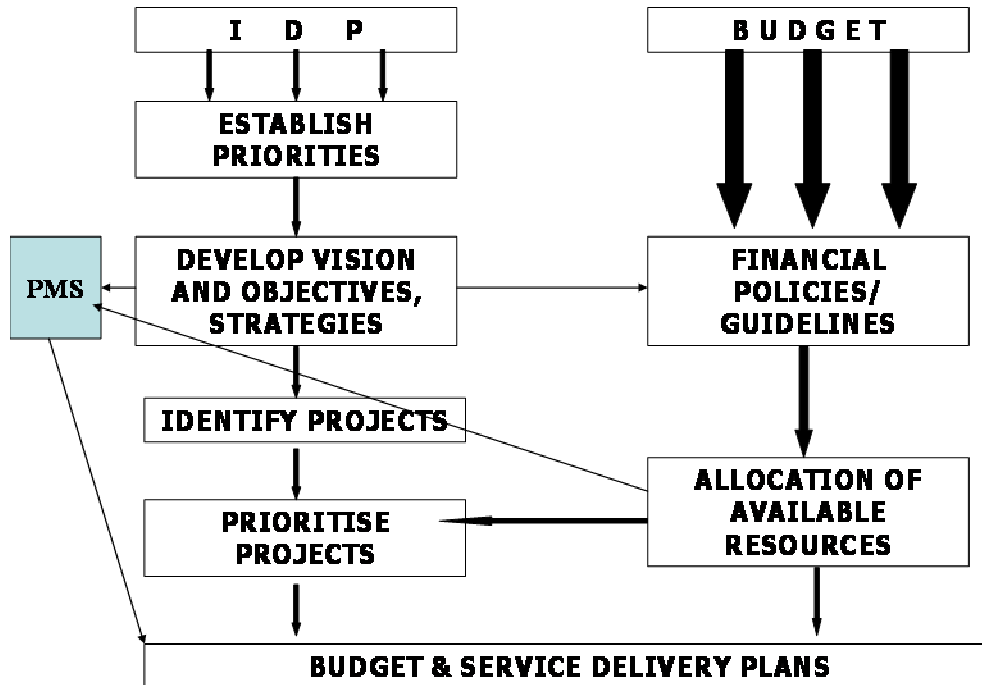 I D P
BUDGET
ESTABLISH
PRIORITIES
PMS
DEVELOP VISION
AND OBJECTIVES,
STRATEGIES
FINANCIAL
POLICIES/
GUIDELINES
IDENTIFY PROJECTS
PRIORITISE
PROJECTS
ALLOCATION OF
AVAILABLE
RESOURCES
BUDGET & SERVICE DELIVERY PLANS